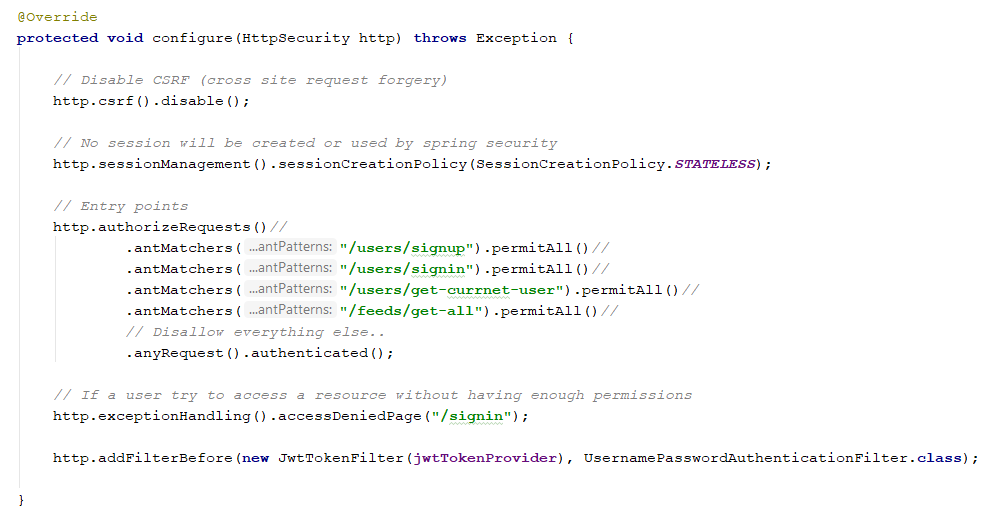 @Override
protected void configure(HttpSecurity http) throws Exception {
// Disable CSRF (cross site request forgery)
http.csrf().disable();
// No session will be created or used by spring security
http.sessionManagement().sessionCreationPolicy(SessionCreationPolicy.STATELESS);
// Entry points
http.authorizeRequests()//
.antMatchers( ...antPatterns: "/users/signup").permitAll()//
.antMatchers( ...antPatterns: "/users/signin").permitAll()//
.antMatchers( ...antPatterns: "/users/get-currnet-user").permitAll()//
.antMatchers( ...antPatterns: "/feeds/get-all").permitAll()//
// Disallow everything else..
.anyRequest().authenticated();
// If a user try to access a resource without having enough permissions
http.exceptionHandling().accessDeniedPage("/signin");
http.addFilterBefore(new JwtTokenFilter(jwtTokenProvider), UsernamePasswordAuthenticationFilter.class);
}